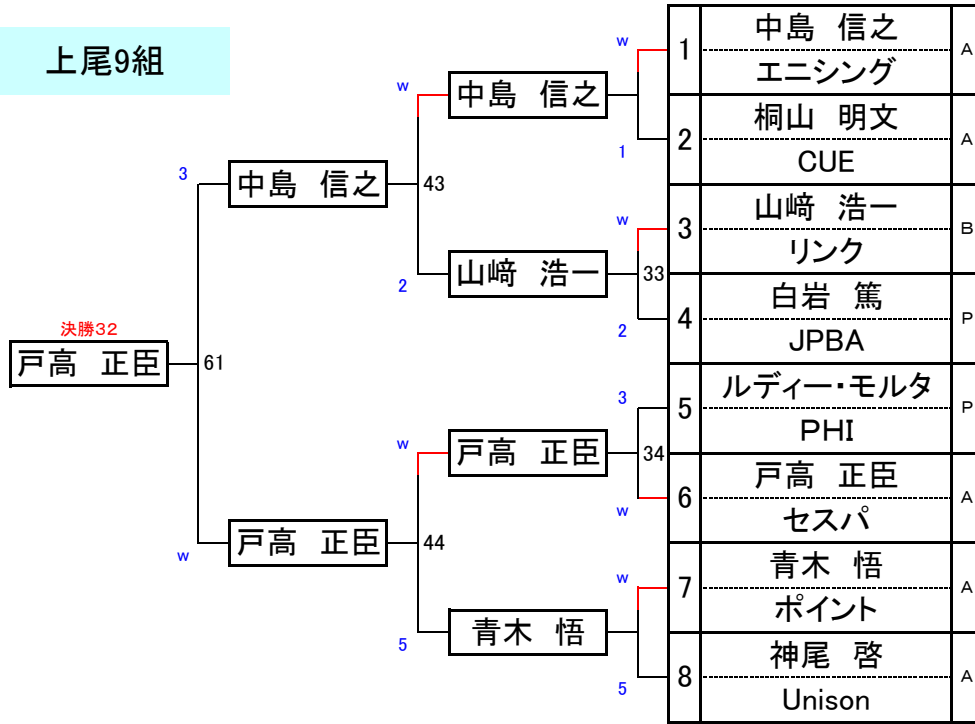 上尾9組
決勝32
戸高 正臣
61
3
中島 信之
w
戸高 正臣
w
中島 信之
43
2
山﨑 浩一
w
戸高 正臣
44
5
青木 悟
w
1
w
33
2
3
34
w
w
5
1 中島 信之 A
エニシング
2 桐山 明文 A
CUE
3 山﨑 浩一 B
リンク
4 白岩 篤 P
JPBA
5 ルディー・モルタ P
PHI
6 戸高 正臣 A
セスパ
7 青木 悟 A
ポイント
8 神尾 啓 A
Unison